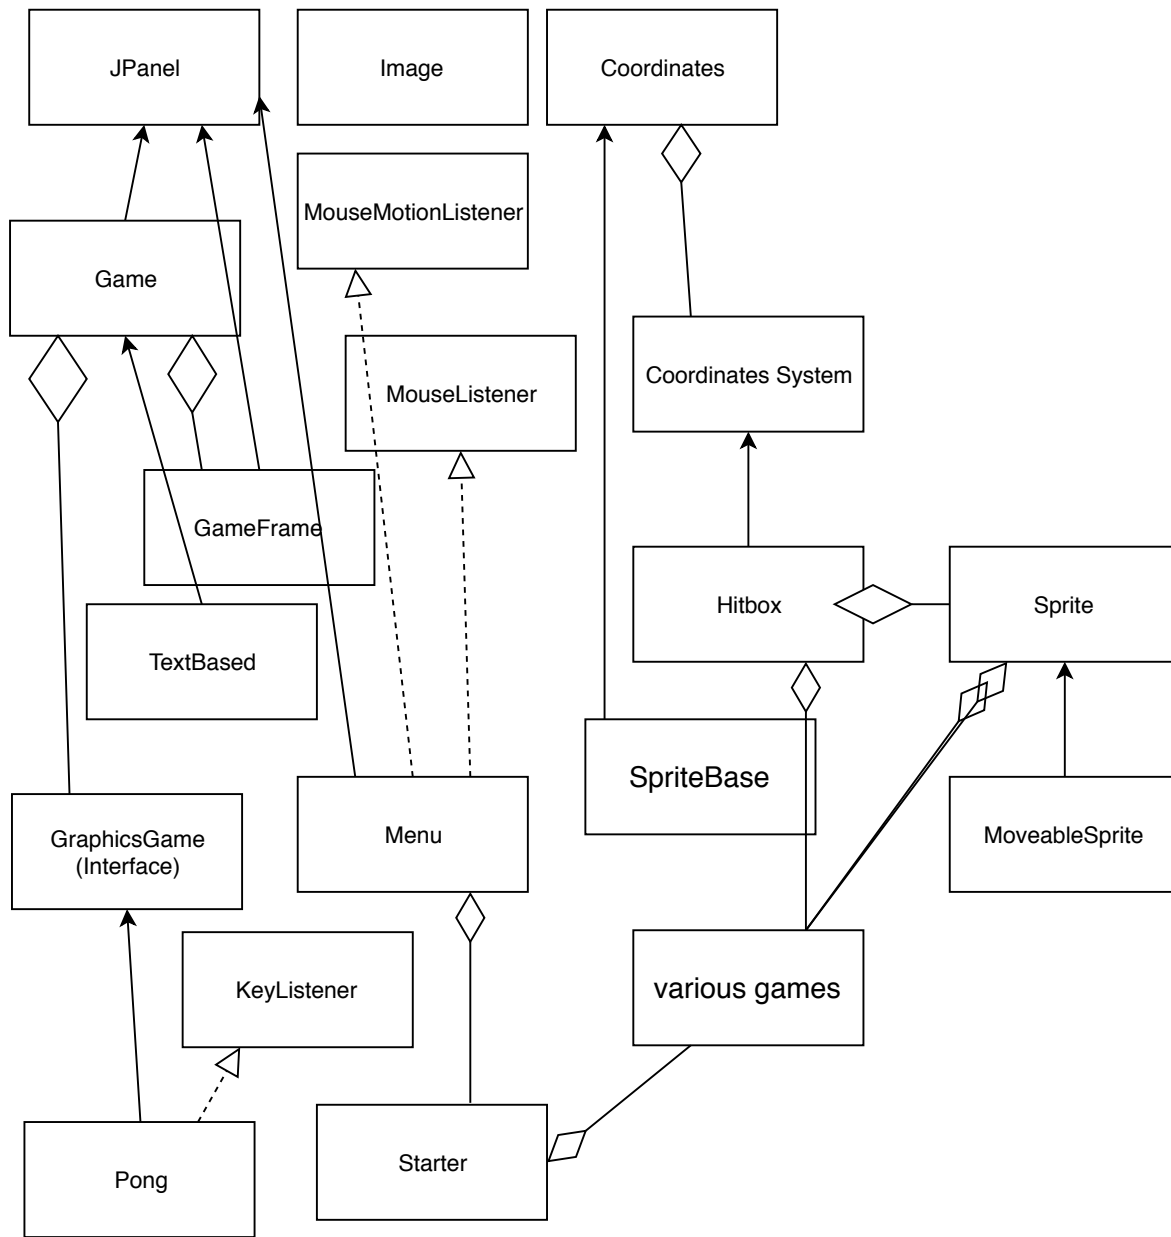 JPanel
Image
Coordinates
MouseMotionListener
Game
Coordinates System
MouseListener
GameFrame
Hitbox
Sprite
TextBased
SpriteBase
GraphicsGame
(Interface)
Menu
MoveableSprite
KeyListener
various games
Starter
Pong